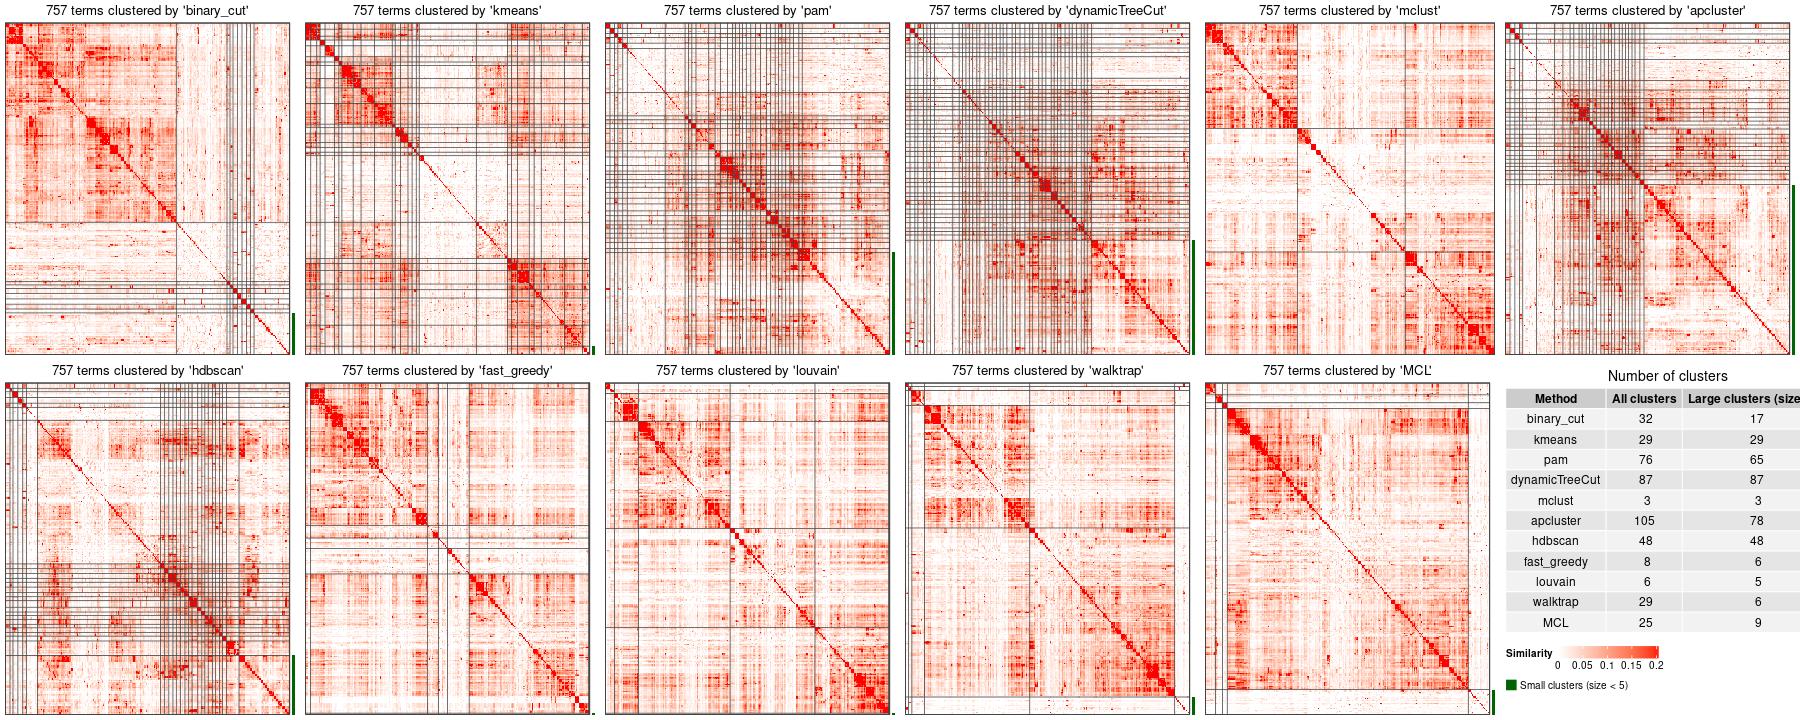 757 terms clustered by 'binary_cut'
757 terms clustered by 'kmeans'
757 terms clustered by 'pam'
757 terms clustered by 'dynamicTreeCut'
757 terms clustered by 'mclust'
757 terms clustered by 'apcluster'
757 terms clustered by 'hdbscan'
757 terms clustered by 'fast_greedy'
757 terms clustered by 'louvain'
757 terms clustered by 'walktrap'
757 terms clustered by 'MCL'
Number of clusters
Method All clusters Large clusters (size
binary_cut 32 17
kmeans 29 29
pam 76 65
dynamicTreeCut 87 87
mclust 3 3
apcluster 105 78
hdbscan 48 48
fast_greedy 8 6
louvain 6 5
walktrap 29 6
MCL 25 9
Similarity
0 0.05 0.1 0.15 0.2
Small clusters (size < 5)